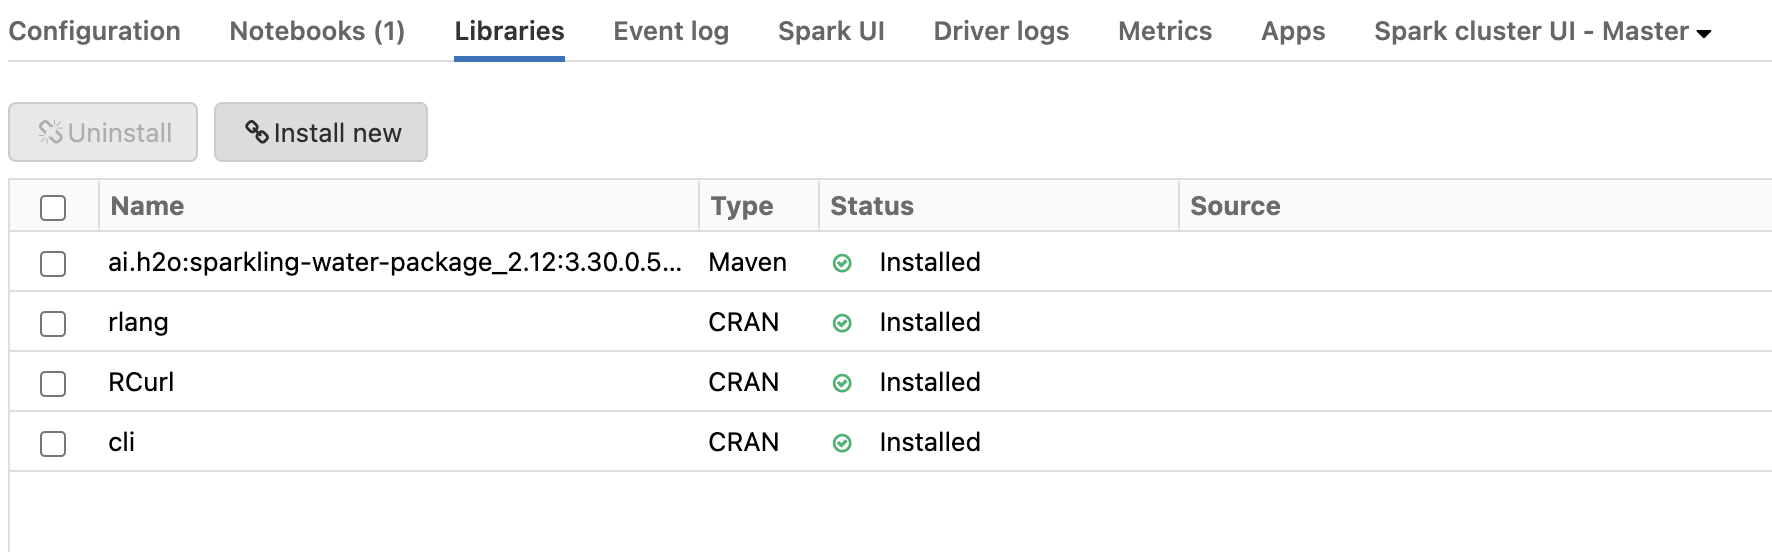 Configuration Notebooks (1) Libraries Event log Spark UI Driver logs Metrics Apps Spark cluster UI - Master
Uninstall Install new
Name Type Status Source
ai.h2o:sparkling-water-package_2.12:3.30.0.5... Maven Installed
rlang CRAN Installed
RCurl CRAN Installed
cli CRAN Installed